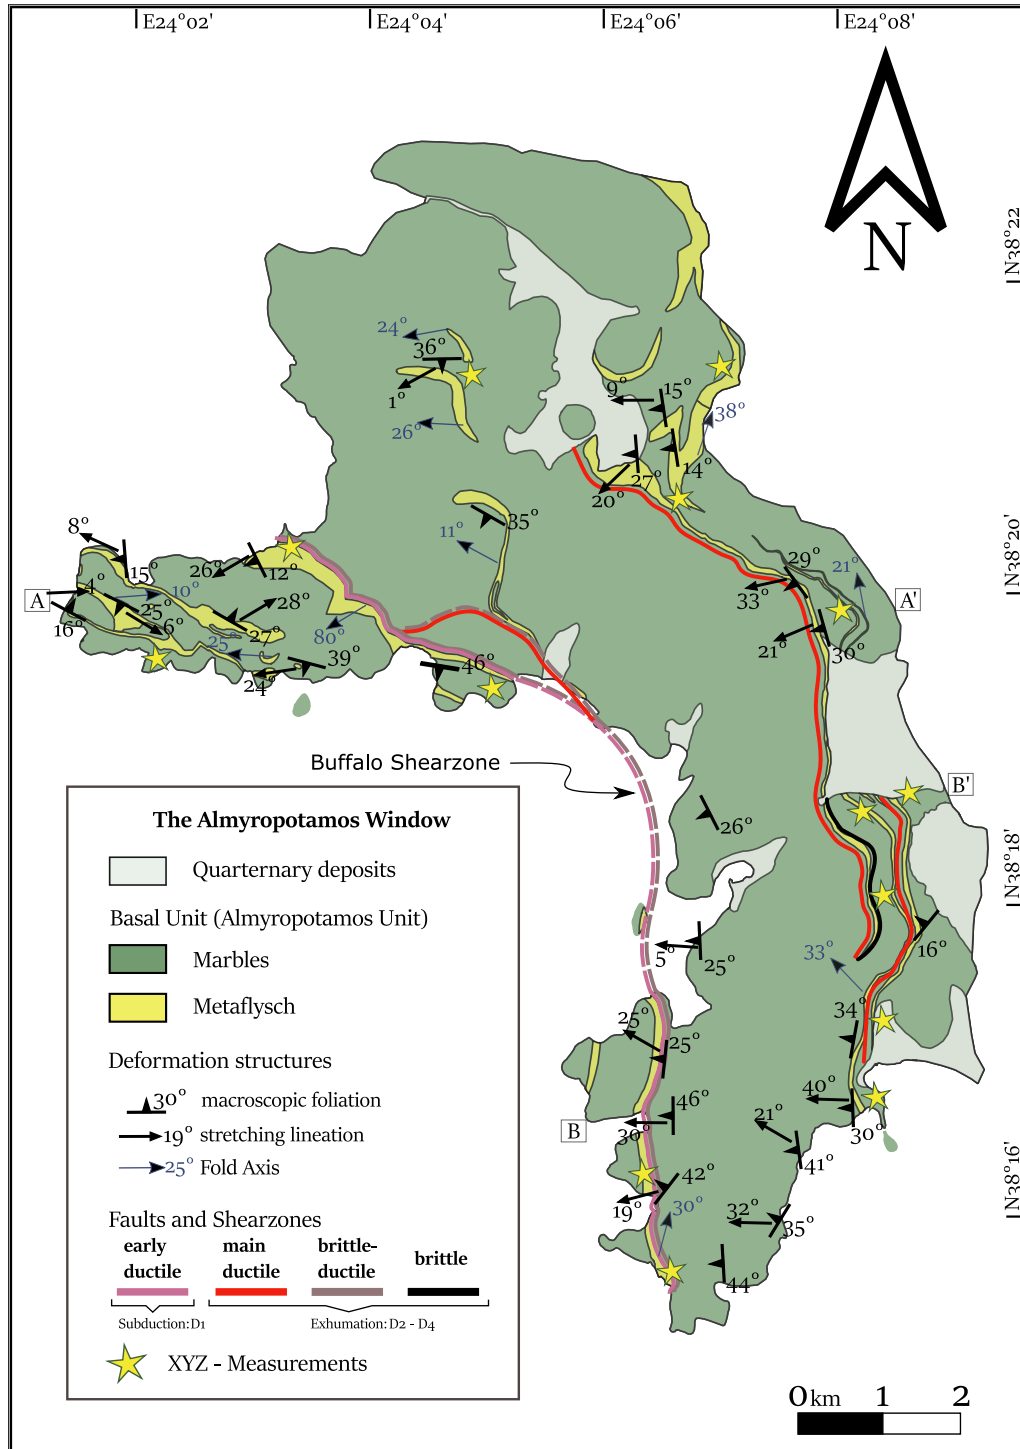 E24°02'
E24°04'
E24°06'
E24°08'
N38°22
N
24°
36°
1°
26°
9°
15°
38°
14°
27°
20°
35°
11°
N38°20
8°
15°
26°
12°
4°
10°
28°
A
25°
6°
16°
27°
25°
39°
24°
80°
46°
29°
21°
33°
A'
21°
30°
Buffalo Shearzone
B'
26°
N38°18'
5°
25°
16°
33°
34°
25°
25°
46°
40°
B
30°
21°
30°
41°
42°
19°
30°
32°
35°
44°
N38°16'
The Almyropotamos Window
Quarternary deposits
Basal Unit (Almyropotamos Unit)
Marbles
Metaflysch
Deformation structures
30° macroscopic foliation
19° stretching lineation
25° Fold Axis
Faults and Shearzones
early ductile
main ductile
brittle-ductile
brittle
Subduction:D1
Exhumation: D2 - D4
XYZ - Measurements
0 km 1 2